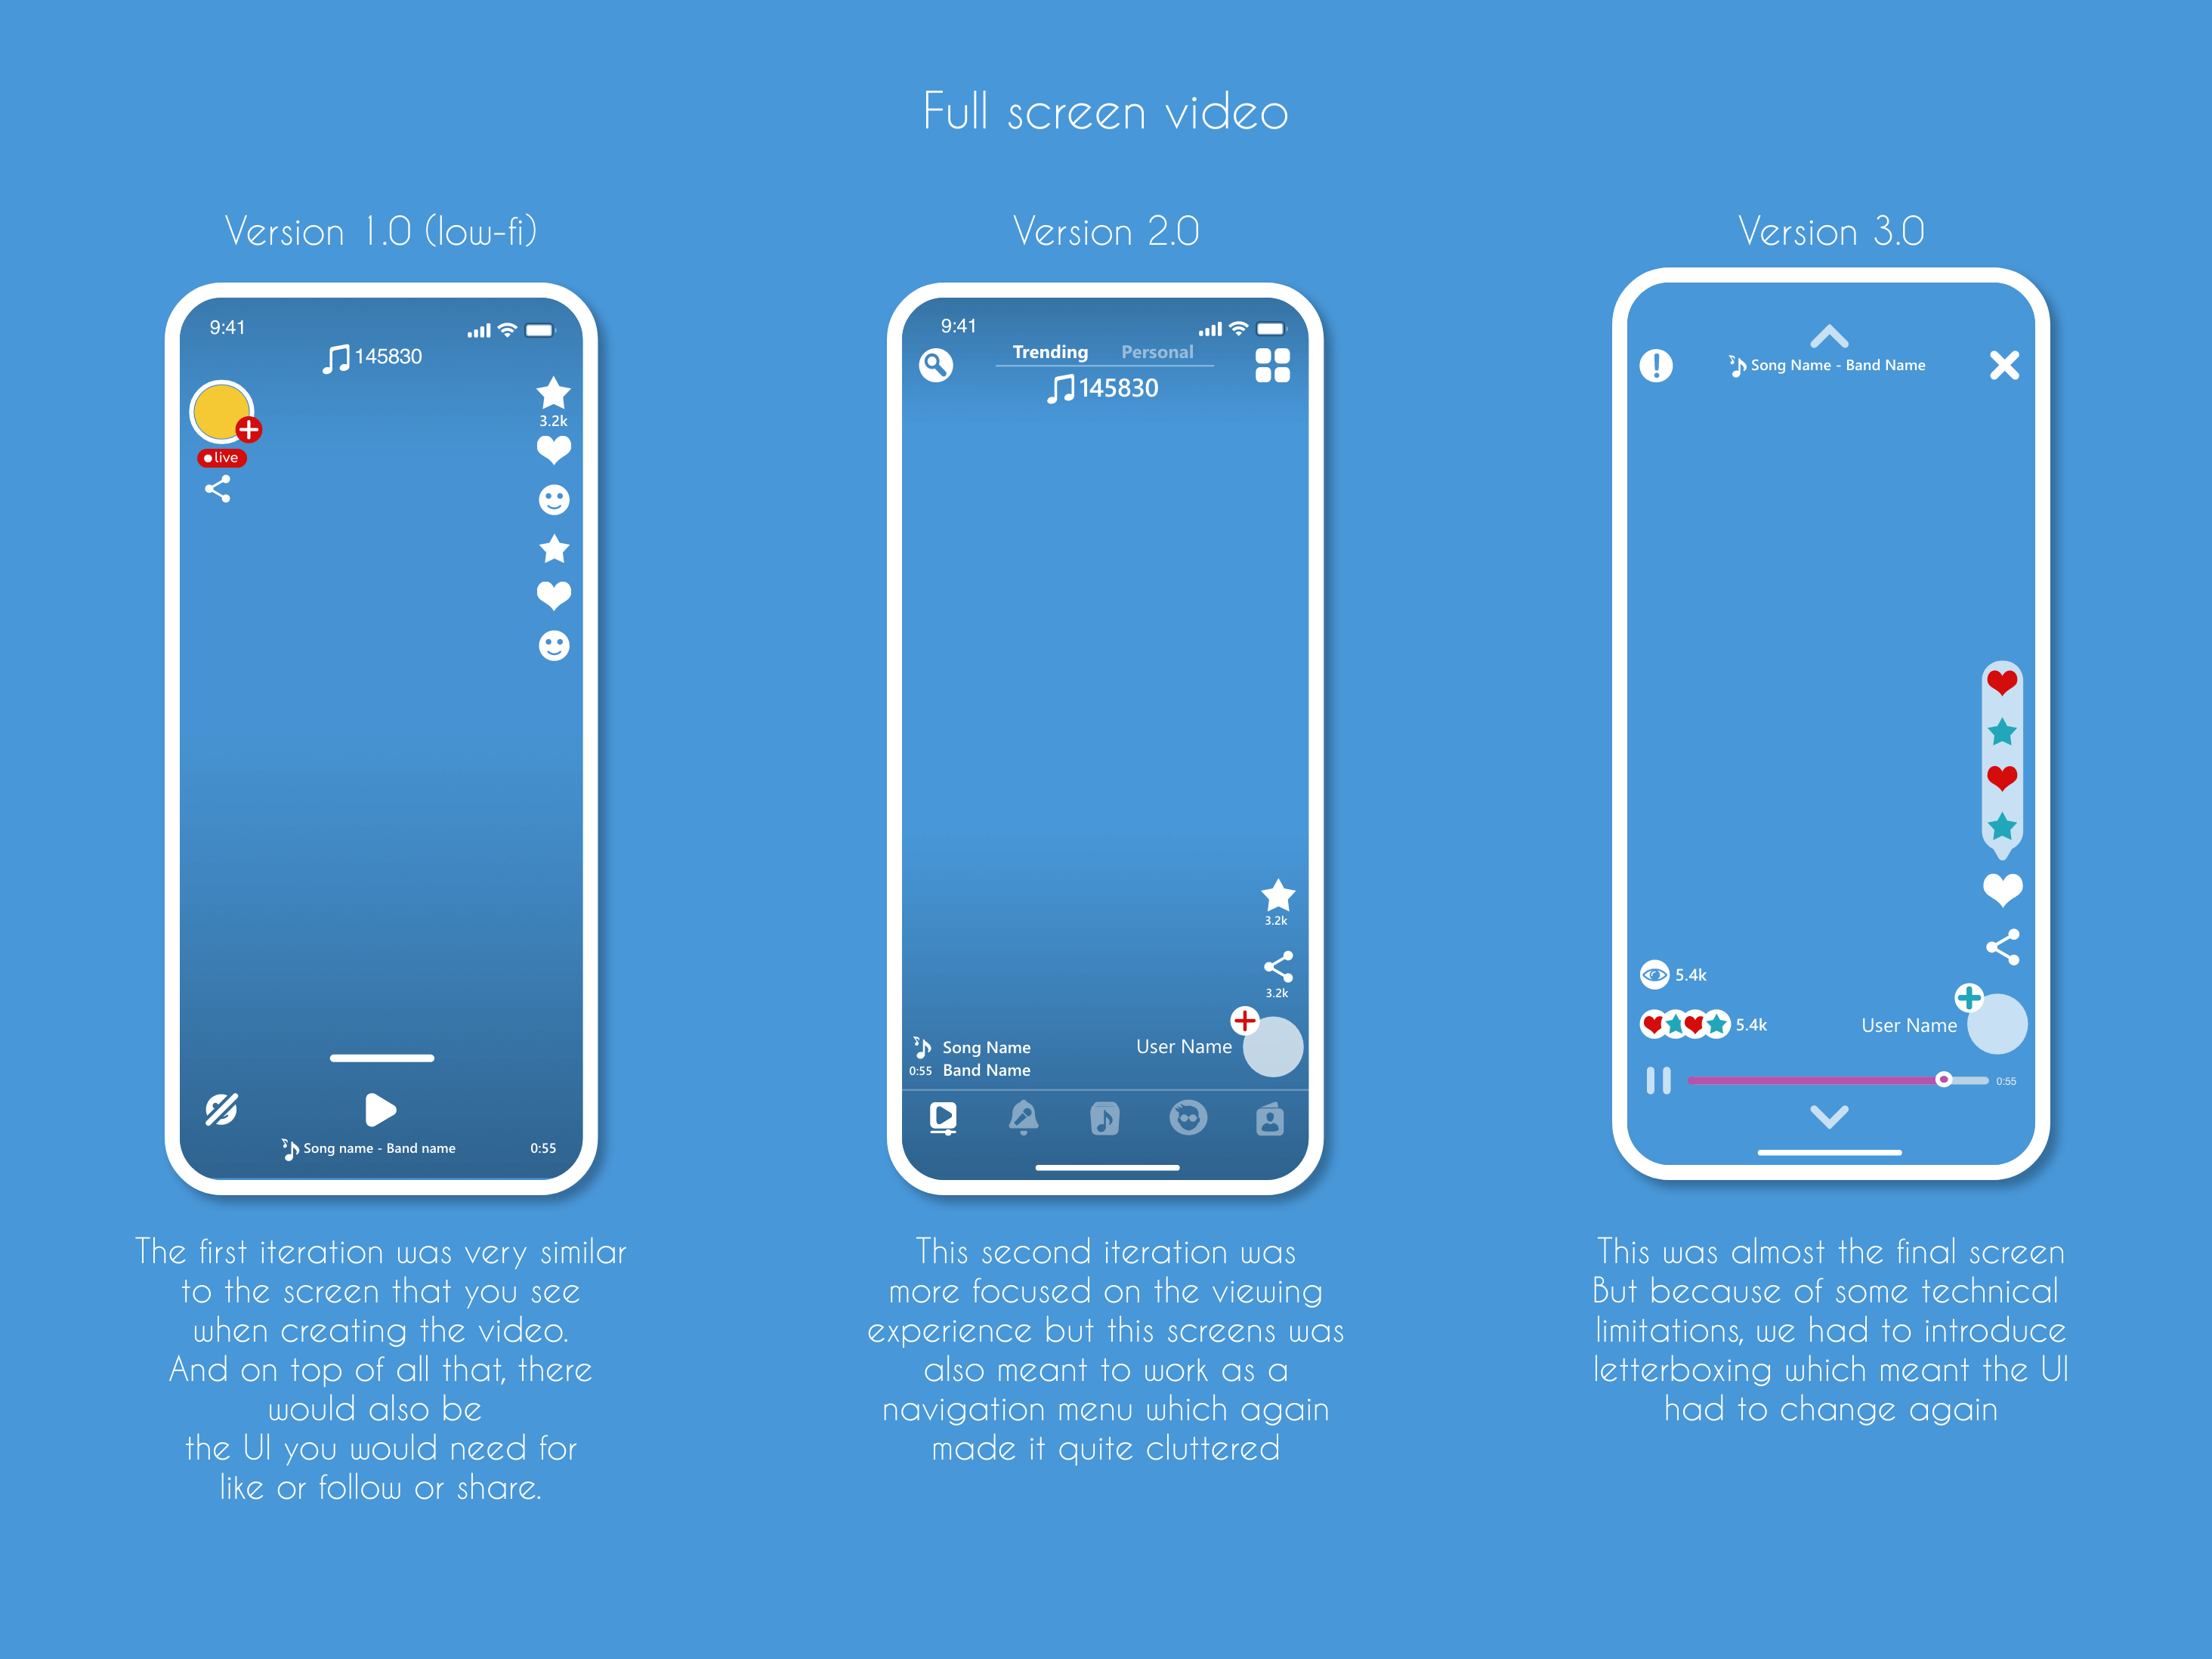 Full screen video
Version 1.0 (low-fi)
9:41
145830
3.2k
live
Song name - Band name
0:55
The first iteration was very similar
to the screen that you see
when creating the video.
And on top of all that, there
would also be
the UI you would need for
like or follow or share.
Version 2.0
9:41
Trending Personal
145830
3.2k
3.2k
User Name
Song Name
0:55 Band Name
This second iteration was
more focused on the viewing
experience but this screens was
also meant to work as a
navigation menu which again
made it quite cluttered
Version 3.0
Song Name - Band Name
5.4k
5.4k
User Name
0:55
This was almost the final screen
But because of some technical
limitations, we had to introduce
letterboxing which meant the UI
had to change again